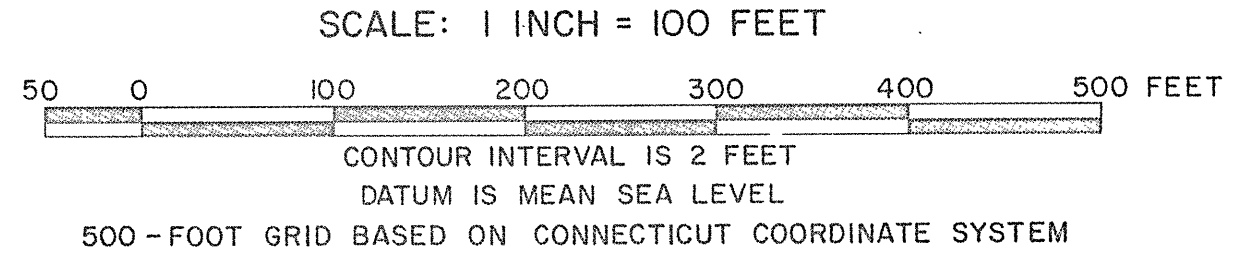 SCALE: 1 INCH = 100 FEET
50 0 100 200 300 400 500 FEET
CONTOUR INTERVAL IS 2 FEET
DATUM IS MEAN SEA LEVEL
500-FOOT GRID BASED ON CONNECTICUT COORDINATE SYSTEM